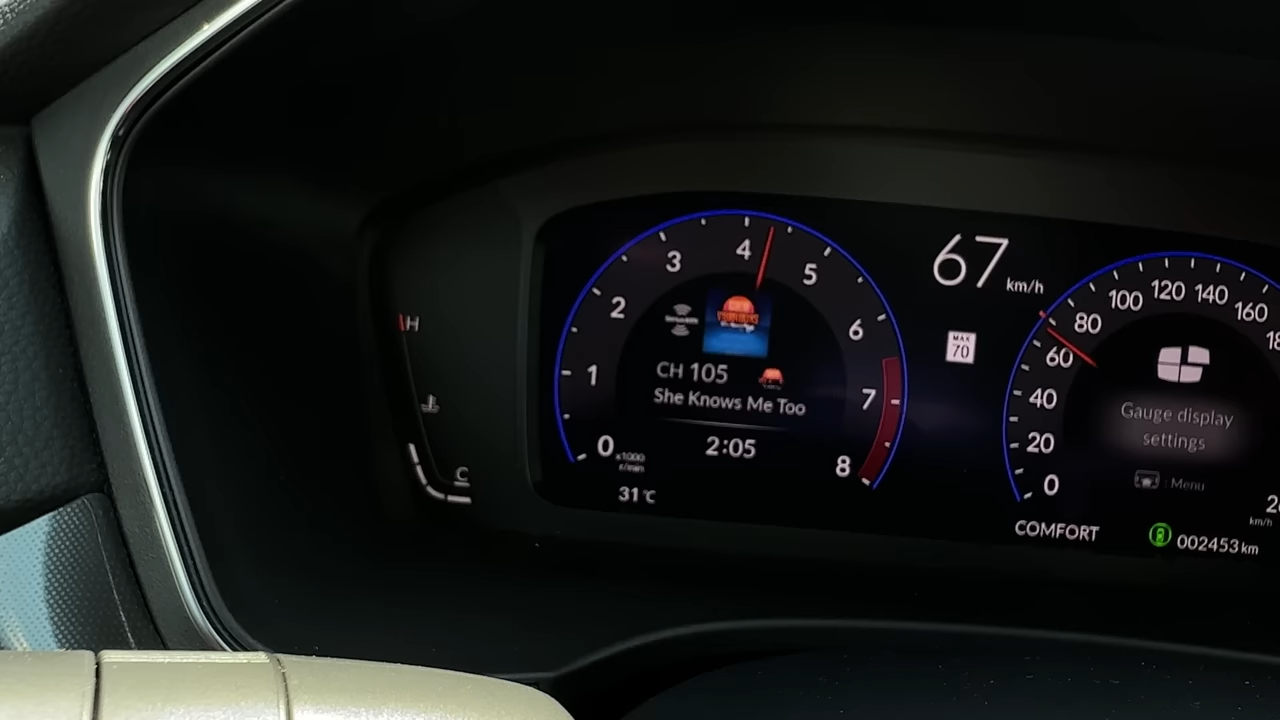 H
C
0
1
2
3
4
5
6
7
8
x1000
r/min
CH 105
She Knows Me Too
2:05
31°C
67 km/h
MAX
70
0
20
40
60
80
100
120
140
160
km/h
Gauge display
settings
: Menu
COMFORT
002453 km